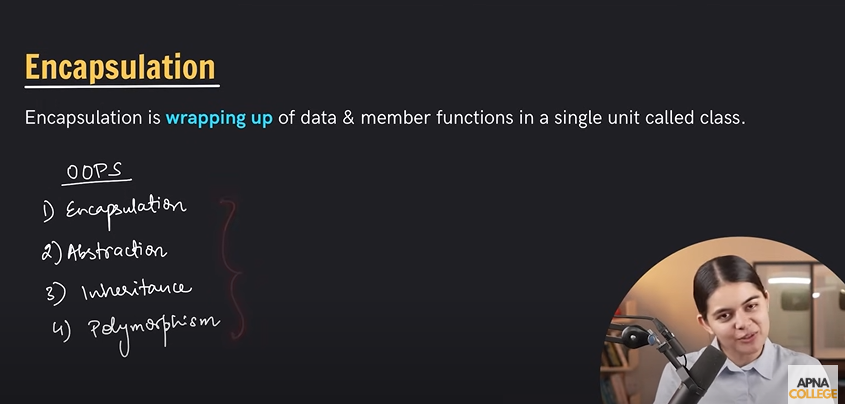 Encapsulation
Encapsulation is wrapping up of data & member functions in a single unit called class.
OOPS
1) Encapsulation
2) Abstraction
3) Inheritance
4) Polymorphism
APNA
COLLEGE